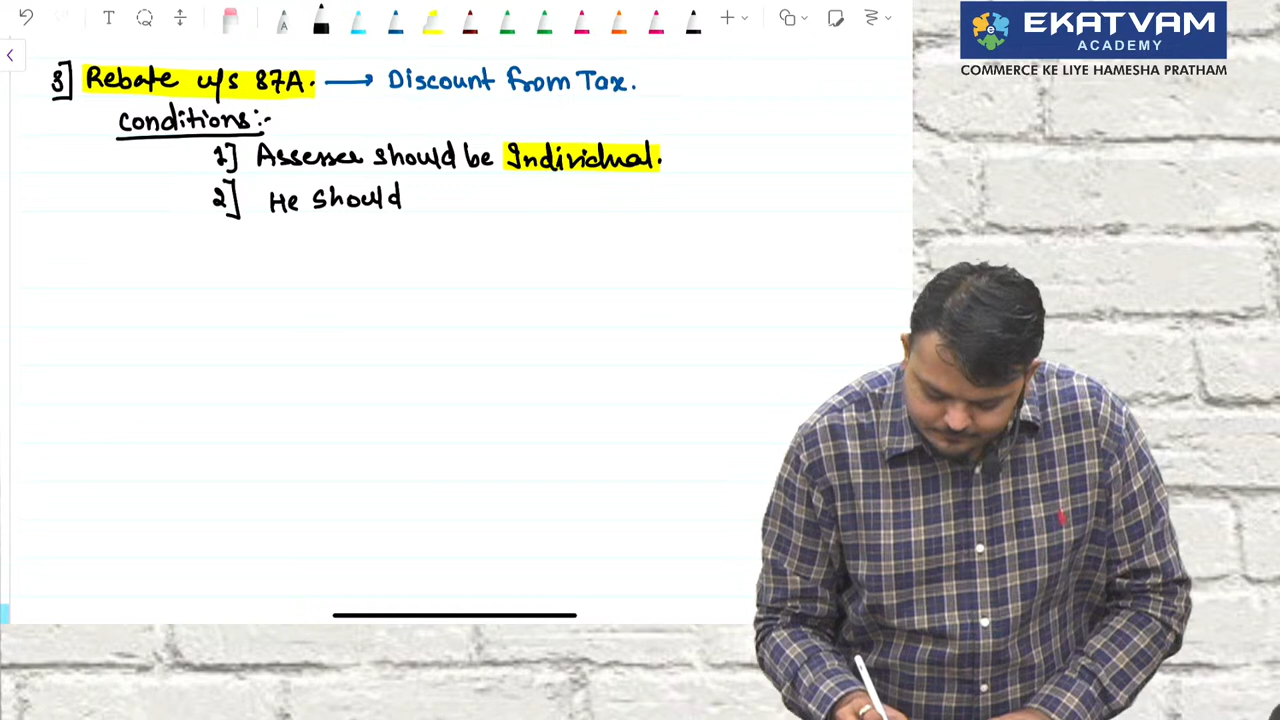 EKATVAM
ACADEMY
COMMERCE KE LIYE HAMESHA PRATHAM
8] Rebate u/s 87A. → Discount from Tax.
Conditions:-
1] Assessee should be Individual.
2] He should